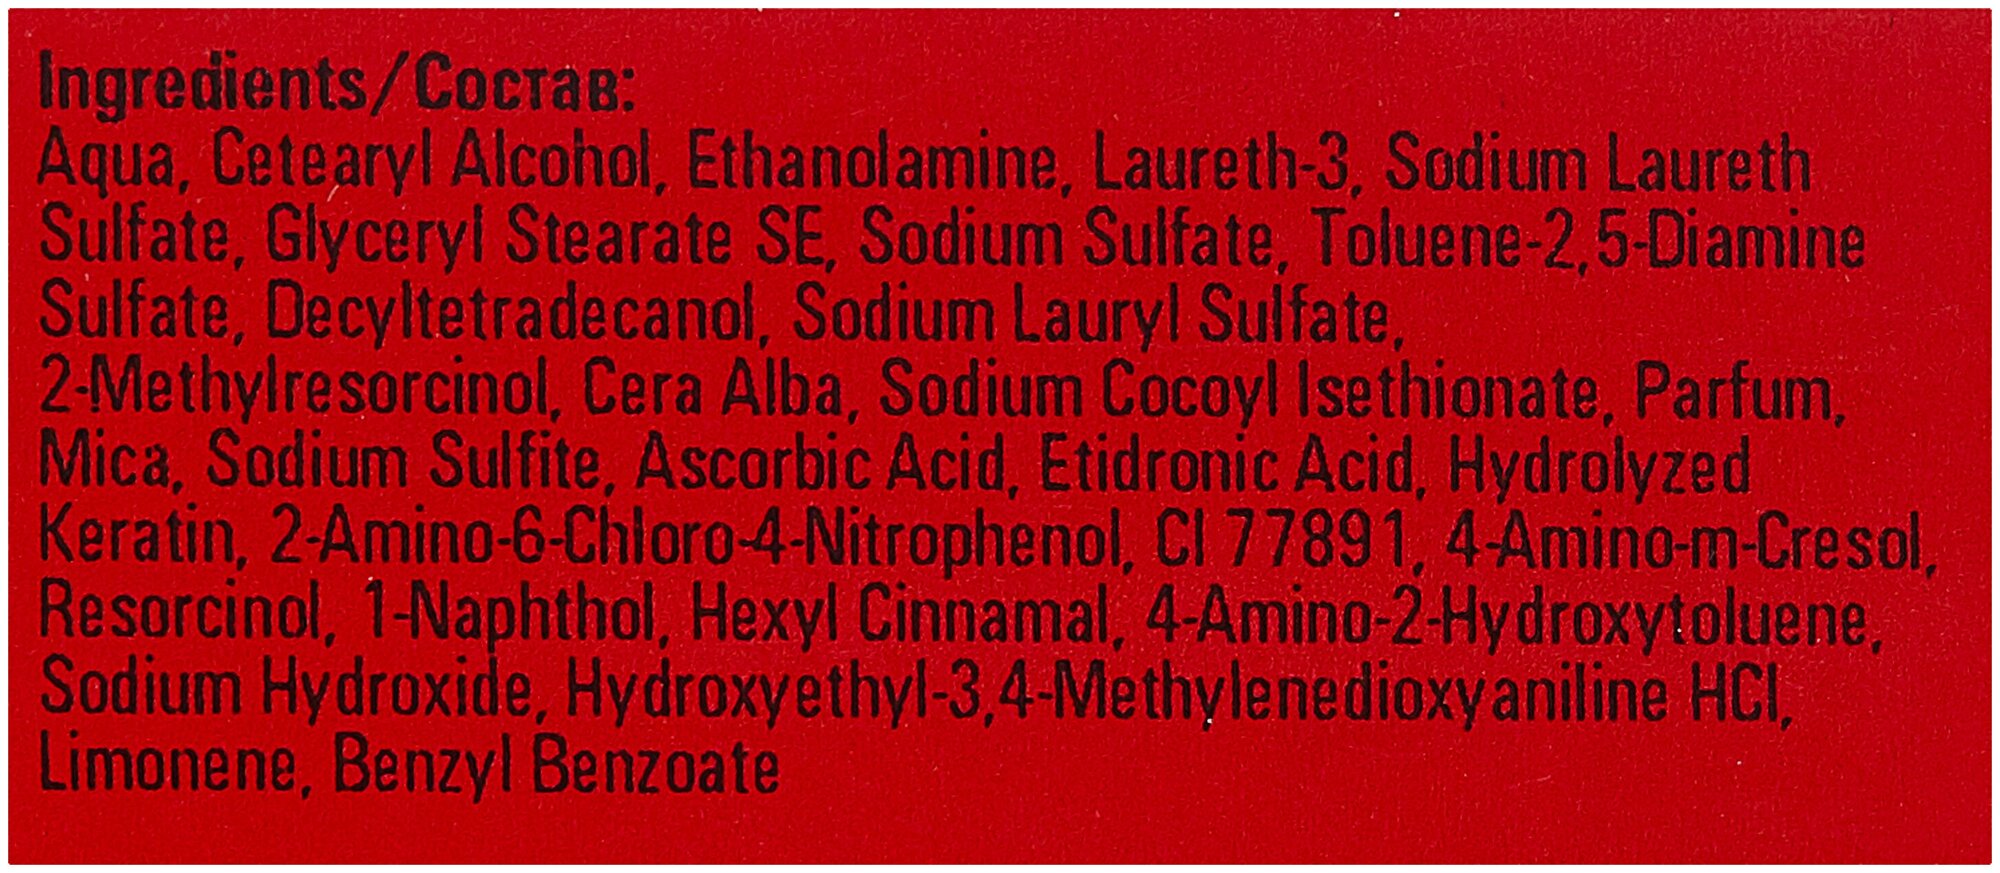 Ingredients/Состав:
Aqua, Cetearyl Alcohol, Ethanolamine, Laureth-3, Sodium Laureth
Sulfate, Glyceryl Stearate SE, Sodium Sulfate, Toluene-2,5-Diamine
Sulfate, Decyltetradecanol, Sodium Lauryl Sulfate,
2-Methylresorcinol, Cera Alba, Sodium Cocoyl Isethionate, Parfum,
Mica, Sodium Sulfite, Ascorbic Acid, Etidronic Acid, Hydrolyzed
Keratin, 2-Amino-6-Chloro-4-Nitrophenol, CI 77891, 4-Amino-m-Cresol,
Resorcinol, 1-Naphthol, Hexyl Cinnamal, 4-Amino-2-Hydroxytoluene,
Sodium Hydroxide, Hydroxyethyl-3,4-Methylenedioxyaniline HCl,
Limonene, Benzyl Benzoate